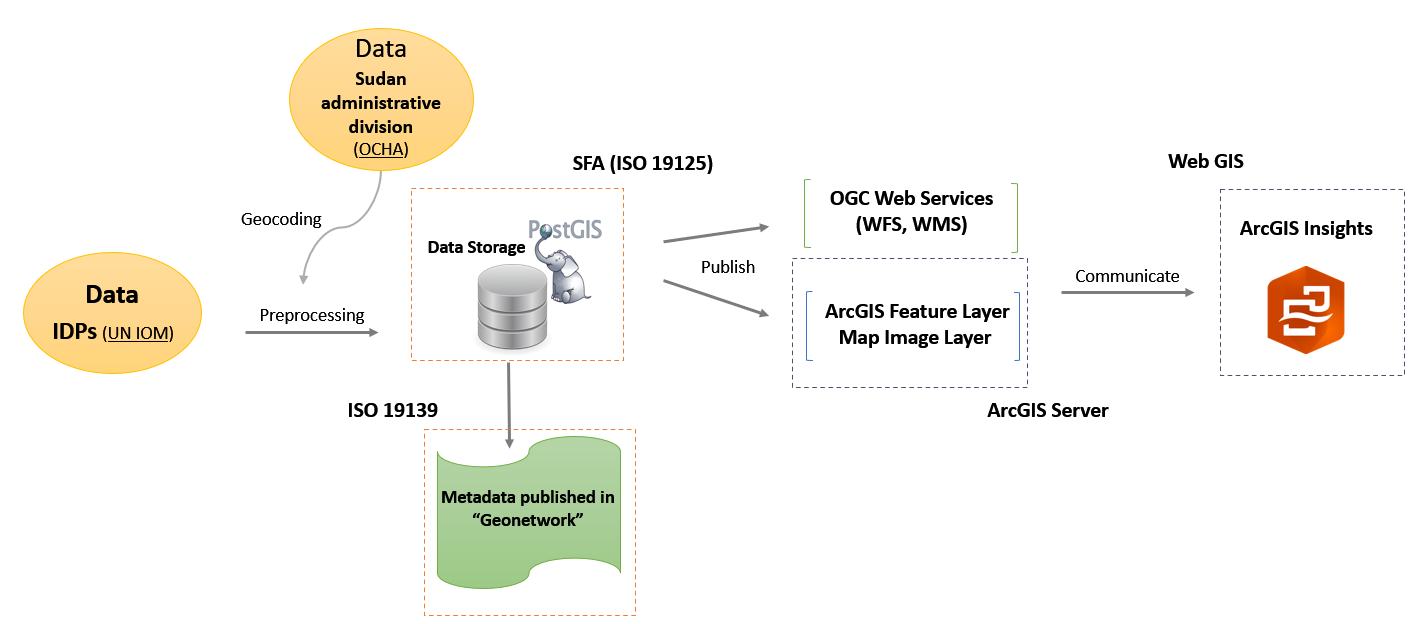 Data
Sudan
administrative
division
(OCHA)
Geocoding
Data
IDPs (UN IOM)
Preprocessing
SFA (ISO 19125)
PostGIS
Data Storage
ISO 19139
Metadata published in
“Geonetwork”
Publish
OGC Web Services
(WFS, WMS)
ArcGIS Feature Layer
Map Image Layer
ArcGIS Server
Communicate
Web GIS
ArcGIS Insights